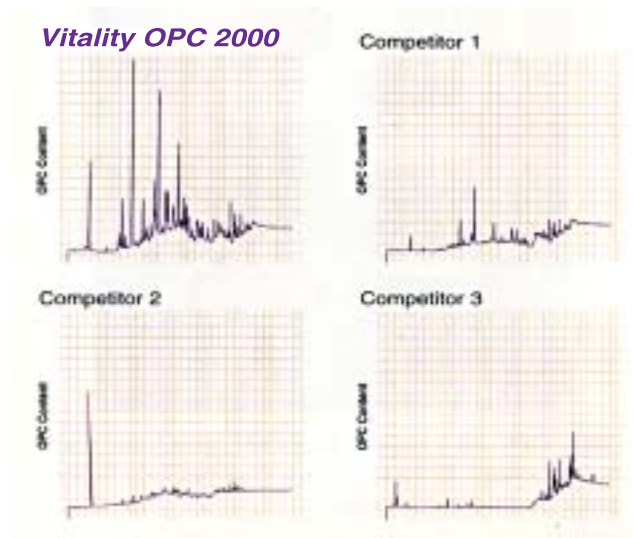 Vitality OPC 2000
Competitor 1
OPC Content
OPC Content
Competitor 2
Competitor 3
OPC Content
OPC Content